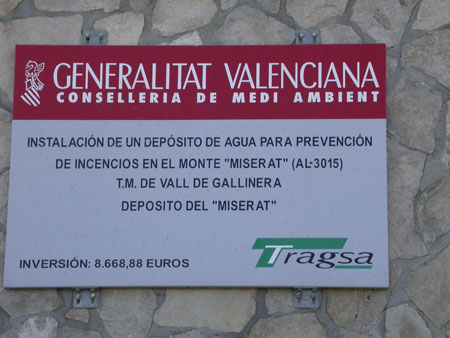 GENERALITAT VALENCIANA
CONSELLERIA DE MEDI AMBIENT
INSTALACIÓN DE UN DEPÓSITO DE AGUA PARA PREVENCIÓN
DE INCENCIOS EN EL MONTE "MISERAT" (AL-3015)
T.M. DE VALL DE GALLINERA
DEPOSITO DEL "MISERAT"
INVERSIÓN: 8.668,88 EUROS
Tragsa